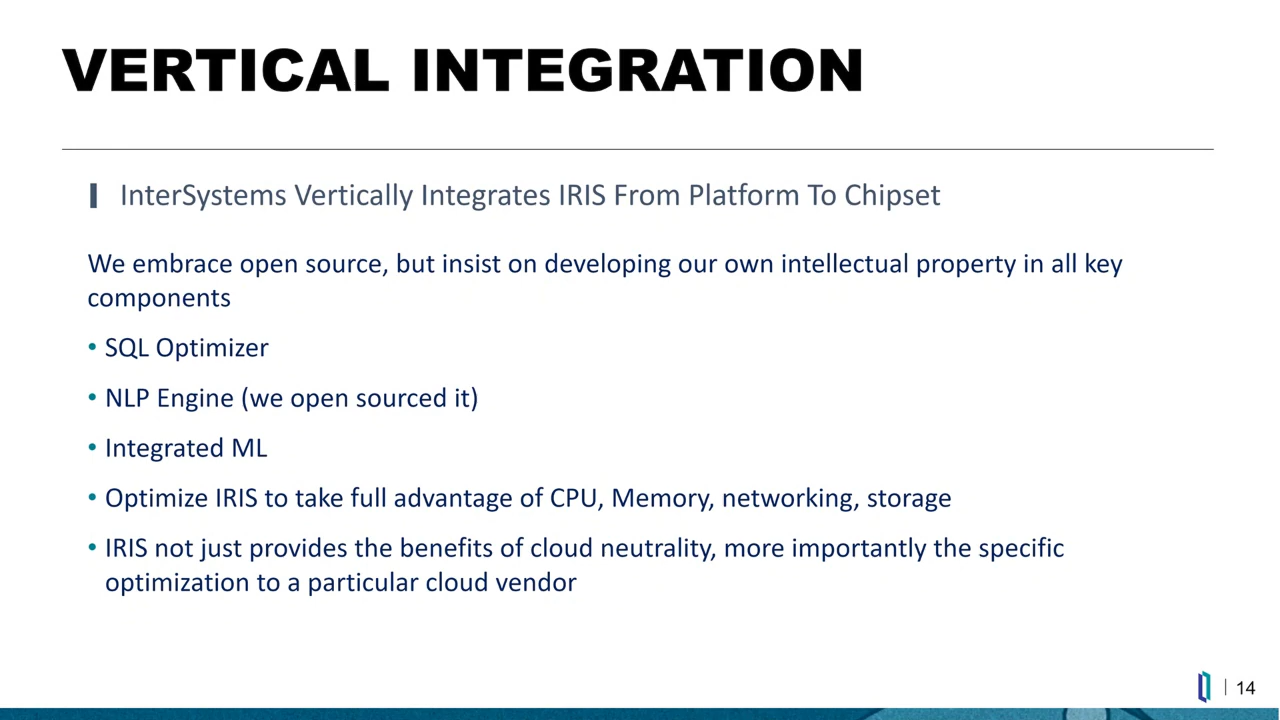 VERTICAL INTEGRATION
InterSystems Vertically Integrates IRIS From Platform To Chipset
We embrace open source, but insist on developing our own intellectual property in all key
components
• SQL Optimizer
• NLP Engine (we open sourced it)
• Integrated ML
• Optimize IRIS to take full advantage of CPU, Memory, networking, storage
• IRIS not just provides the benefits of cloud neutrality, more importantly the specific
optimization to a particular cloud vendor
14